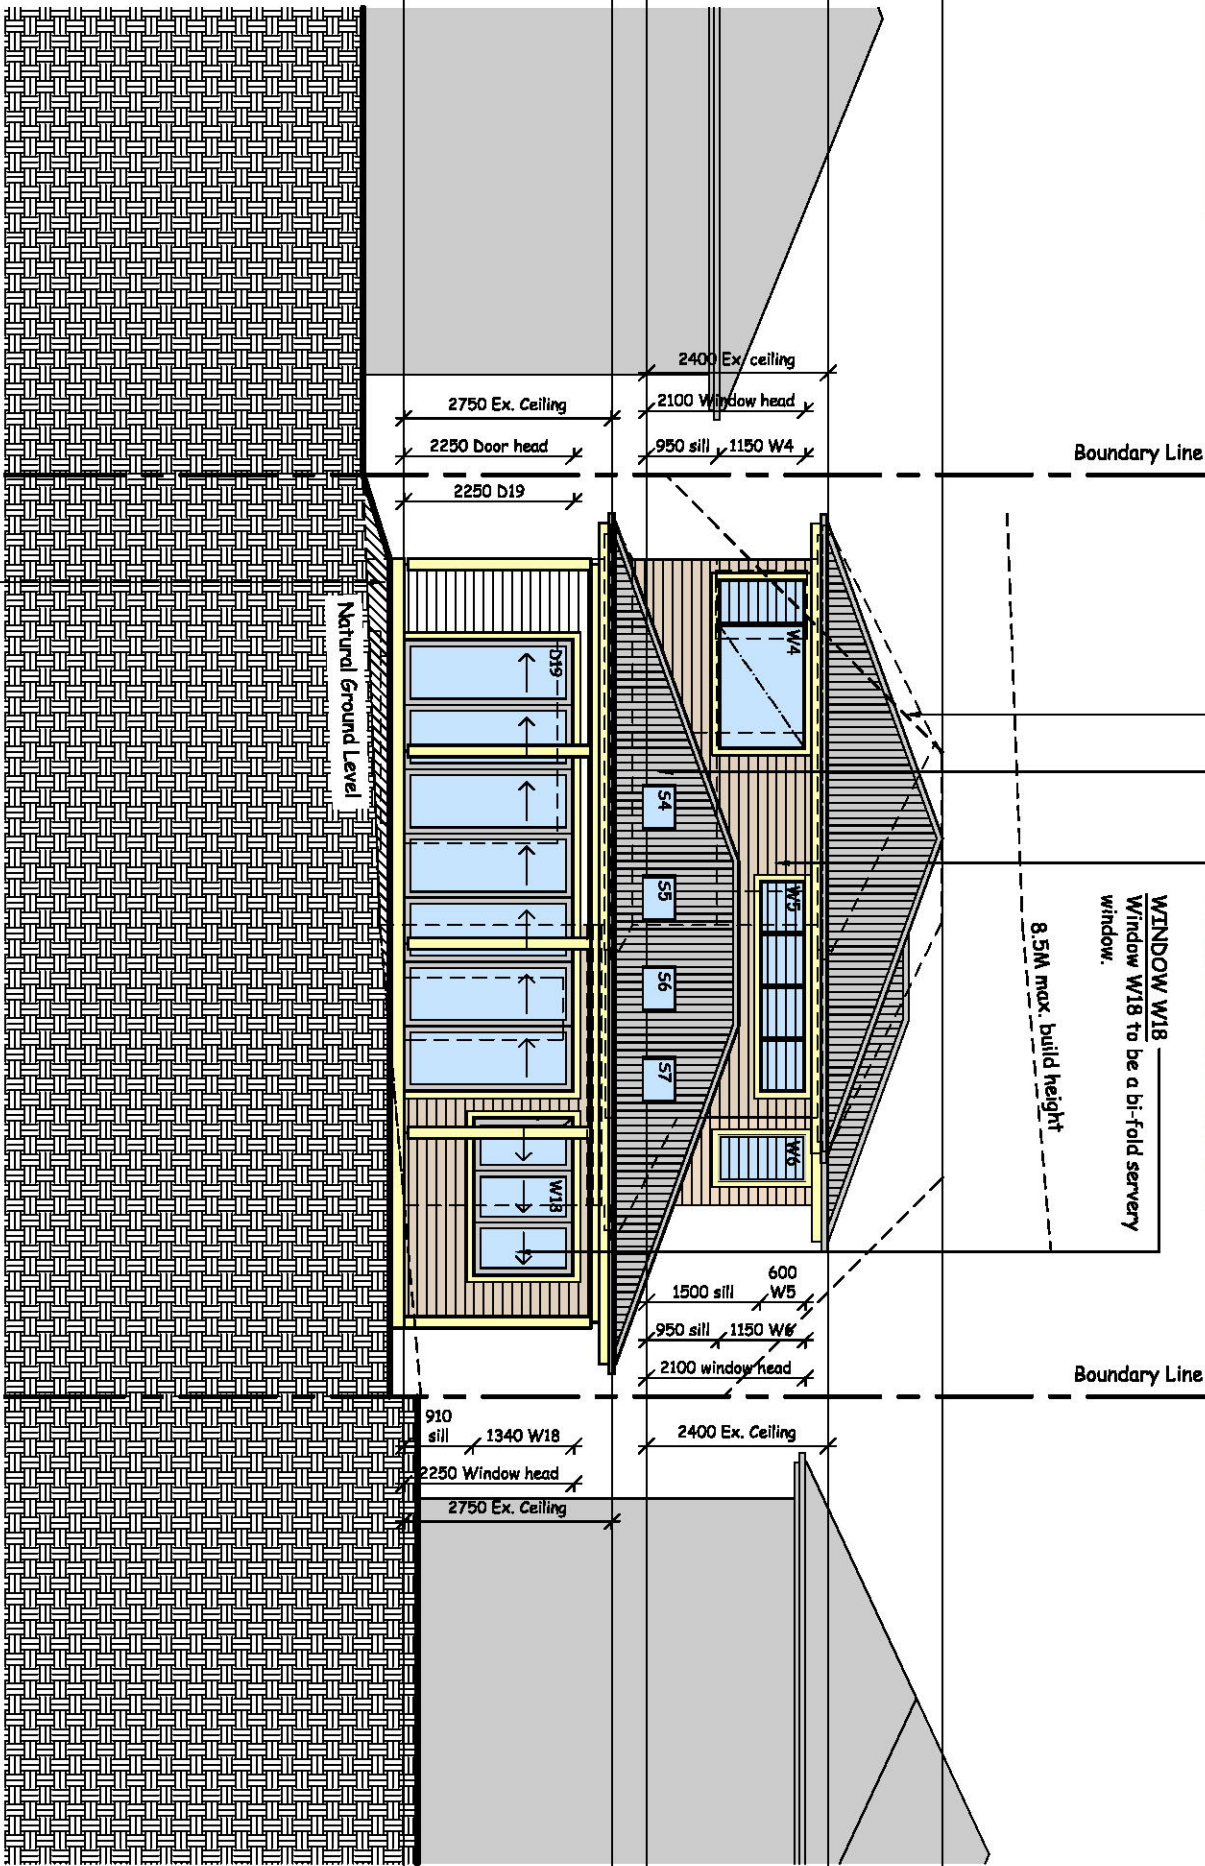 2400 Ex. ceiling
2750 Ex. Ceiling
2100 Window head
2250 Door head
950 sill
1150 W4
Boundary Line
2250 D19
Natural Ground Level
D19
W4
S4
S5
S6
S7
W5
W6
W18
WINDOW W18
Window W18 to be a bi-fold servery
window.
8.5M max. build height
600
1500 sill
W5
950 sill
1150 W6
2100 window head
Boundary Line
910
sill
1340 W18
2400 Ex. Ceiling
2250 Window head
2750 Ex. Ceiling